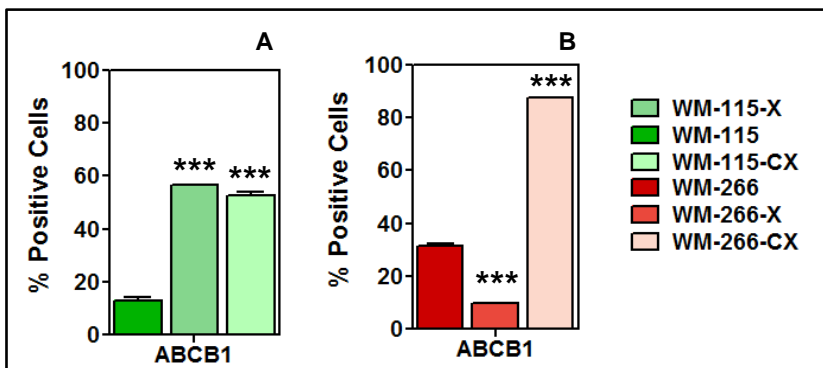 A
% Positive Cells
100
80
60
40
20
0
*** ***
ABCB1
B
% Positive Cells
100
80
60
40
20
0
***
***
ABCB1
WM-115-X
WM-115
WM-115-CX
WM-266
WM-266-X
WM-266-CX